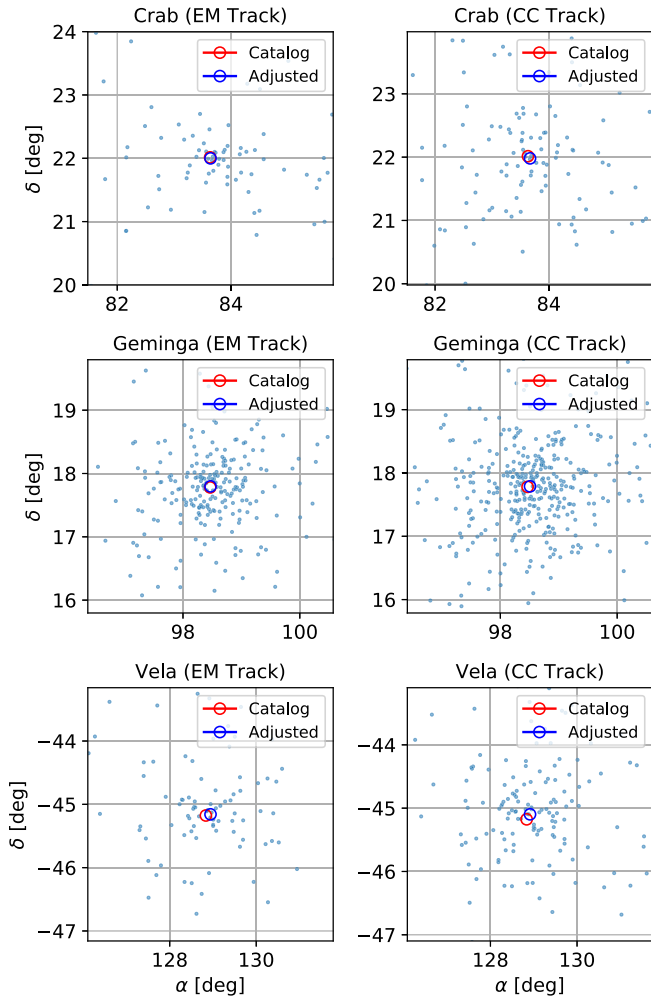 Crab (EM Track)
Crab (CC Track)
24
23
22
21
20
δ [deg]
Catalog
Adjusted
82
84
24
23
22
21
20
Catalog
Adjusted
82
84
Geminga (EM Track)
Geminga (CC Track)
19
18
17
16
δ [deg]
Catalog
Adjusted
98
100
19
18
17
16
Catalog
Adjusted
98
100
Vela (EM Track)
Vela (CC Track)
−44
−45
−46
−47
δ [deg]
Catalog
Adjusted
128
130
α [deg]
−44
−45
−46
−47
Catalog
Adjusted
128
130
α [deg]